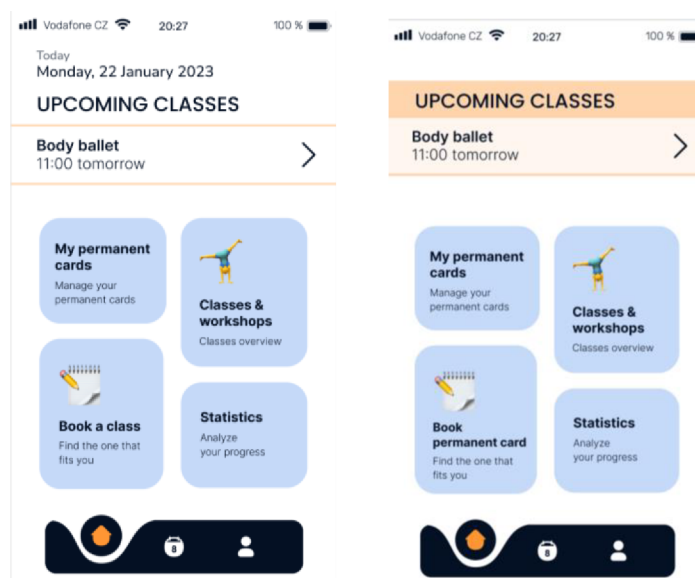 Vodafone CZ 20:27 100 %
Today
Monday, 22 January 2023
UPCOMING CLASSES
Body ballet
11:00 tomorrow
My permanent
cards
Manage your
permanent cards
Classes &
workshops
Classes overview
Book a class
Find the one that
fits you
Statistics
Analyze
your progress
8
Vodafone CZ 20:27 100 %
UPCOMING CLASSES
Body ballet
11:00 tomorrow
My permanent
cards
Manage your
permanent cards
Classes &
workshops
Classes overview
Book
permanent card
Find the one that
fits you
Statistics
Analyze
your progress
8